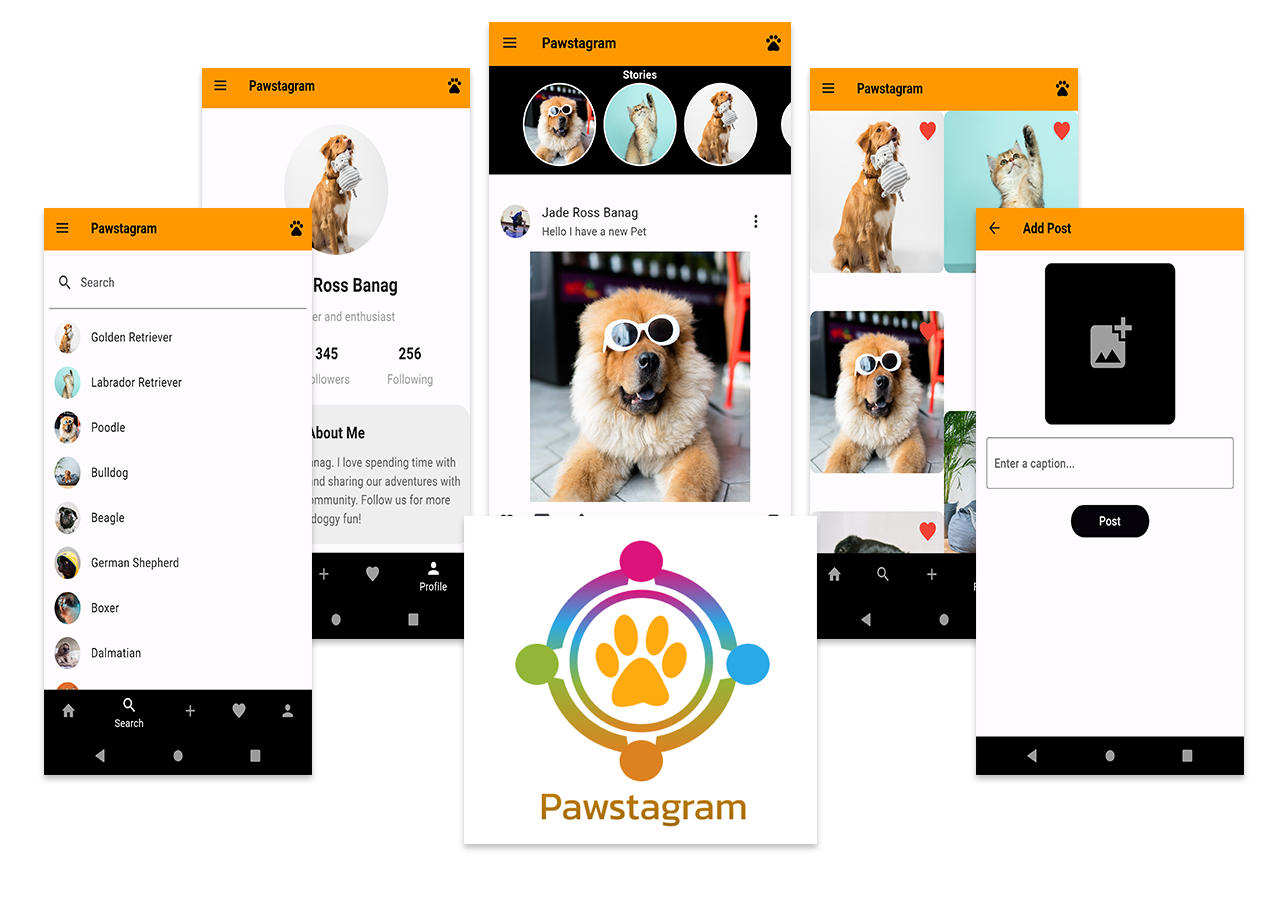 Pawstagram
Search
Golden Retriever
Labrador Retriever
Poodle
Bulldog
Beagle
German Shepherd
Boxer
Dalmatian
Search
Pawstagram
Ross Banag
er and enthusiast
345
256
ollowers
Following
About Me
anag. I love spending time with
and sharing our adventures with
mmunity. Follow us for more
doggy fun!
Profile
Pawstagram
Stories
Jade Ross Banag
Hello I have a new Pet
Pawstagram
Pawstagram
Add Post
Enter a caption...
Post